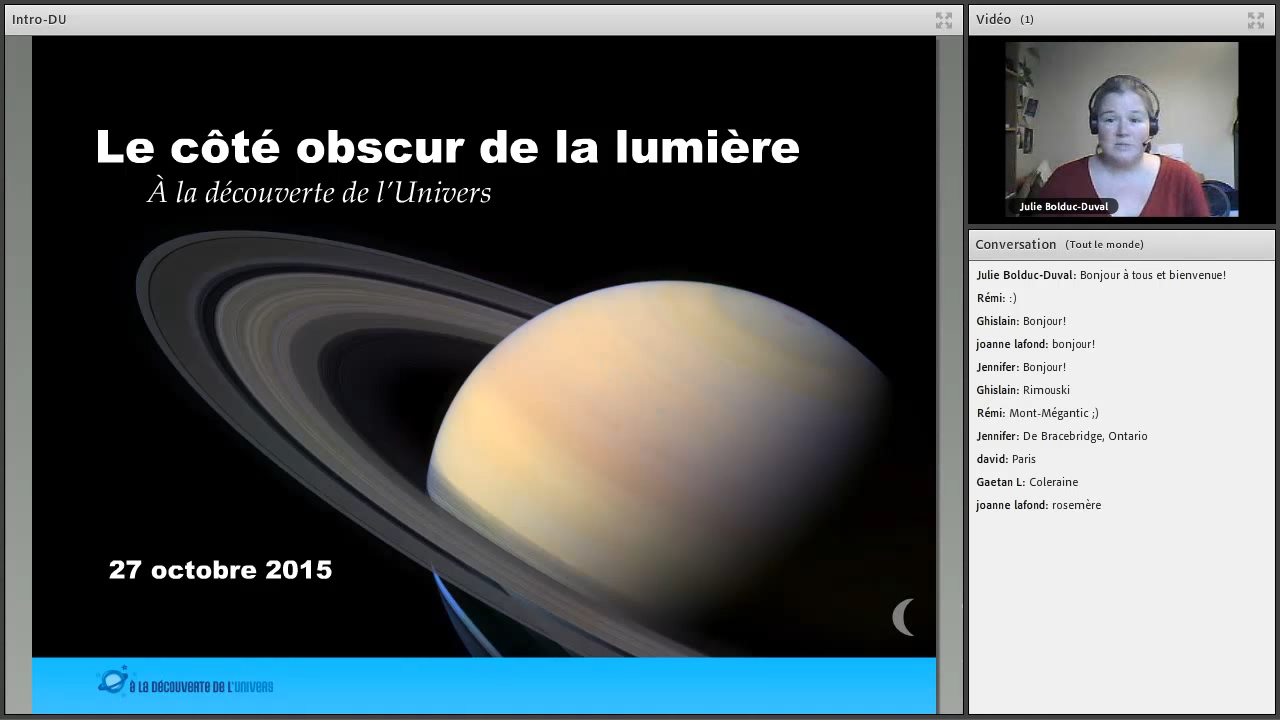 Intro-DU
Le côté obscur de la lumière
À la découverte de l'Univers
27 octobre 2015
À LA DÉCOUVERTE DE L'UNIVERS
Vidéo (1)
Julie Bolduc-Duval
Conversation (Tout le monde)
Julie Bolduc-Duval: Bonjour à tous et bienvenue!
Rémi: :)
Ghislain: Bonjour!
joanne lafond: bonjour!
Jennifer: Bonjour!
Ghislain: Rimouski
Rémi: Mont-Mégantic ;)
Jennifer: De Bracebridge, Ontario
david: Paris
Gaetan L: Coleraine
joanne lafond: rosemère